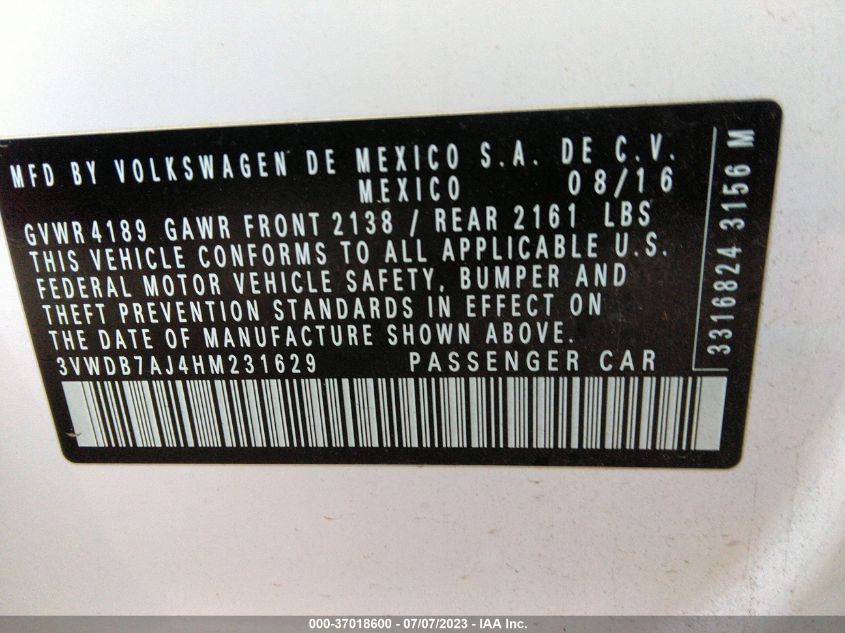 MFD BY VOLKSWAGEN DE MEXICO S.A. DE C.V.
MEXICO 08/16
GVWR 4189 GAWR FRONT 2138 / REAR 2161 LBS
THIS VEHICLE CONFORMS TO ALL APPLICABLE U.S.
FEDERAL MOTOR VEHICLE SAFETY, BUMPER AND
THEFT PREVENTION STANDARDS IN EFFECT ON
THE DATE OF MANUFACTURE SHOWN ABOVE.
3VWDB7AJ4HM231629 PASSENGER CAR
3316824 3156 M
000-37018600 - 07/07/2023 - IAA Inc.